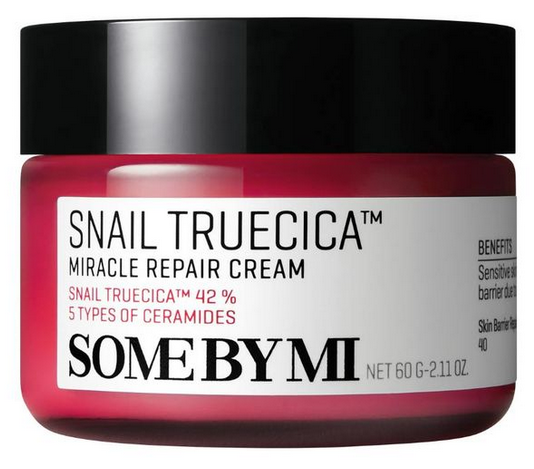 SNAIL TRUECICA™
MIRACLE REPAIR CREAM
SNAIL TRUECICA™ 42 %
5 TYPES OF CERAMIDES
SOME BY MI
NET 60 G-2.11 OZ.
BENEFITS
Sensitive
barrier due
Skin Barrier
40